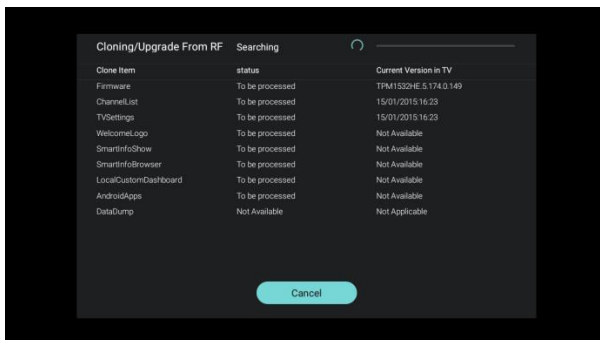 Cloning/Upgrade From RF Searching
Clone Item status Current Version in TV
Firmware To be processed TPM1532HE.5.174.0.149
ChannelList To be processed 15/01/2015:16:23
TVSettings To be processed 15/01/2015:16:23
WelcomeLogo To be processed Not Available
SmartInfoShow To be processed Not Available
SmartInfoBrowser To be processed Not Available
LocalCustomDashboard To be processed Not Available
AndroidApps To be processed Not Available
DataDump Not Available Not Applicable
Cancel